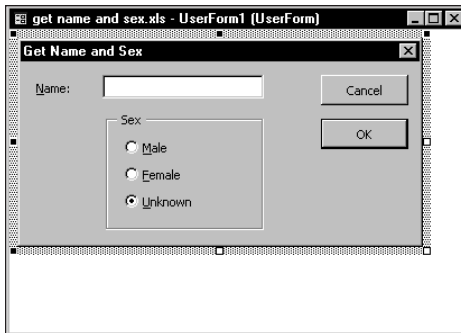 get name and sex.xls - UserForm1 (UserForm)
Get Name and Sex
Name:
Cancel
Sex
OK
Male
Female
Unknown